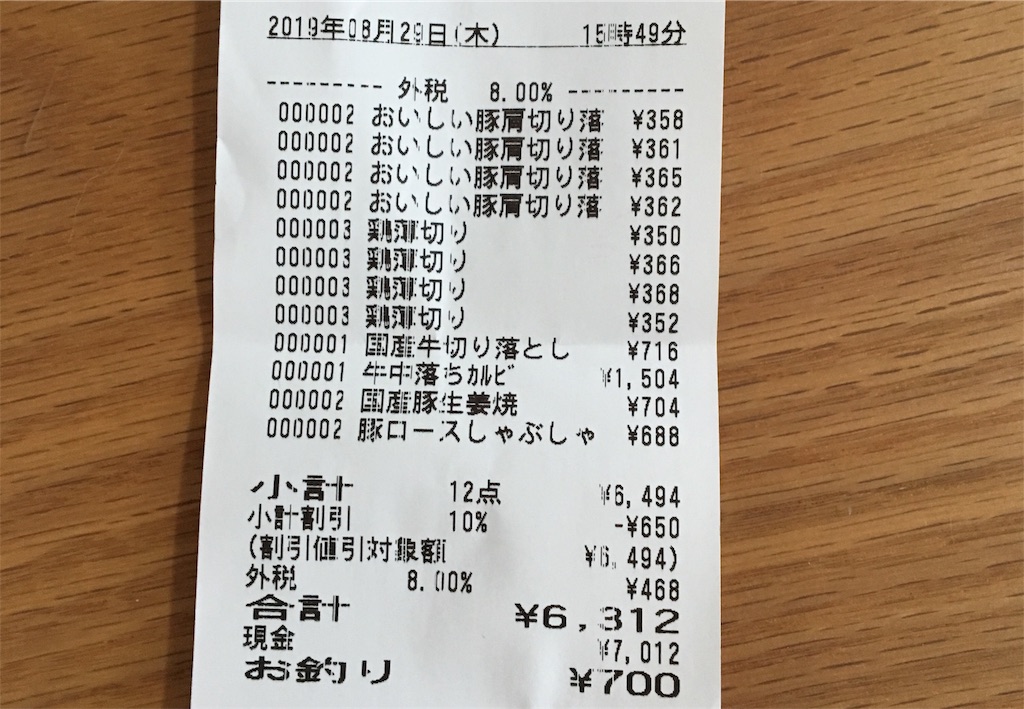 2019年08月29日(木) 15時49分
---------- 外税 8.00% ----------
000002 おいしい豚肩切り落 ¥358
000002 おいしい豚肩切り落 ¥361
000002 おいしい豚肩切り落 ¥365
000002 おいしい豚肩切り落 ¥362
000003 鶏薄切り ¥350
000003 鶏薄切り ¥366
000003 鶏薄切り ¥368
000003 鶏薄切り ¥352
000001 国産牛切り落とし ¥716
000001 牛中落ちカルビ ¥1,504
000002 国産豚生姜焼 ¥704
000002 豚ロースしゃぶしゃ ¥688
小計 12点 ¥6,494
小計割引 10% -¥650
(割引値引対象額 ¥6,494)
外税 8.00% ¥468
合計 ¥6,312
現金 ¥7,012
お釣り ¥700